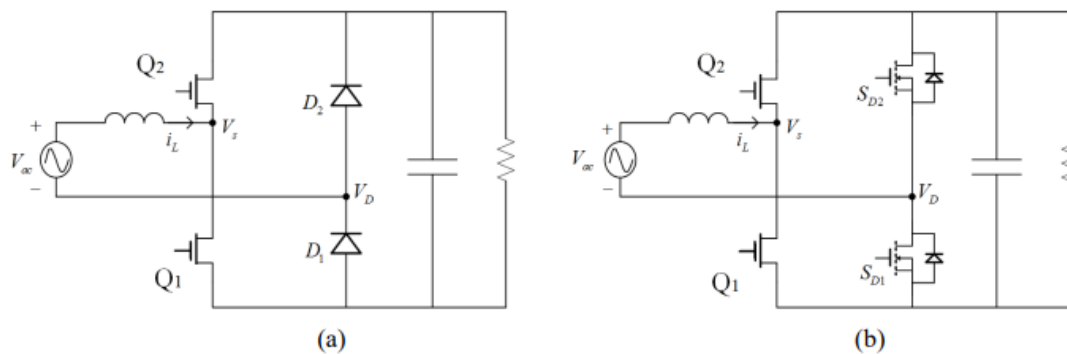 Q2
D2
+
iL
Vs
Vac
−
VD
Q1
D1
(a)
Q2
SD2
+
iL
Vs
Vac
−
VD
Q1
SD1
(b)